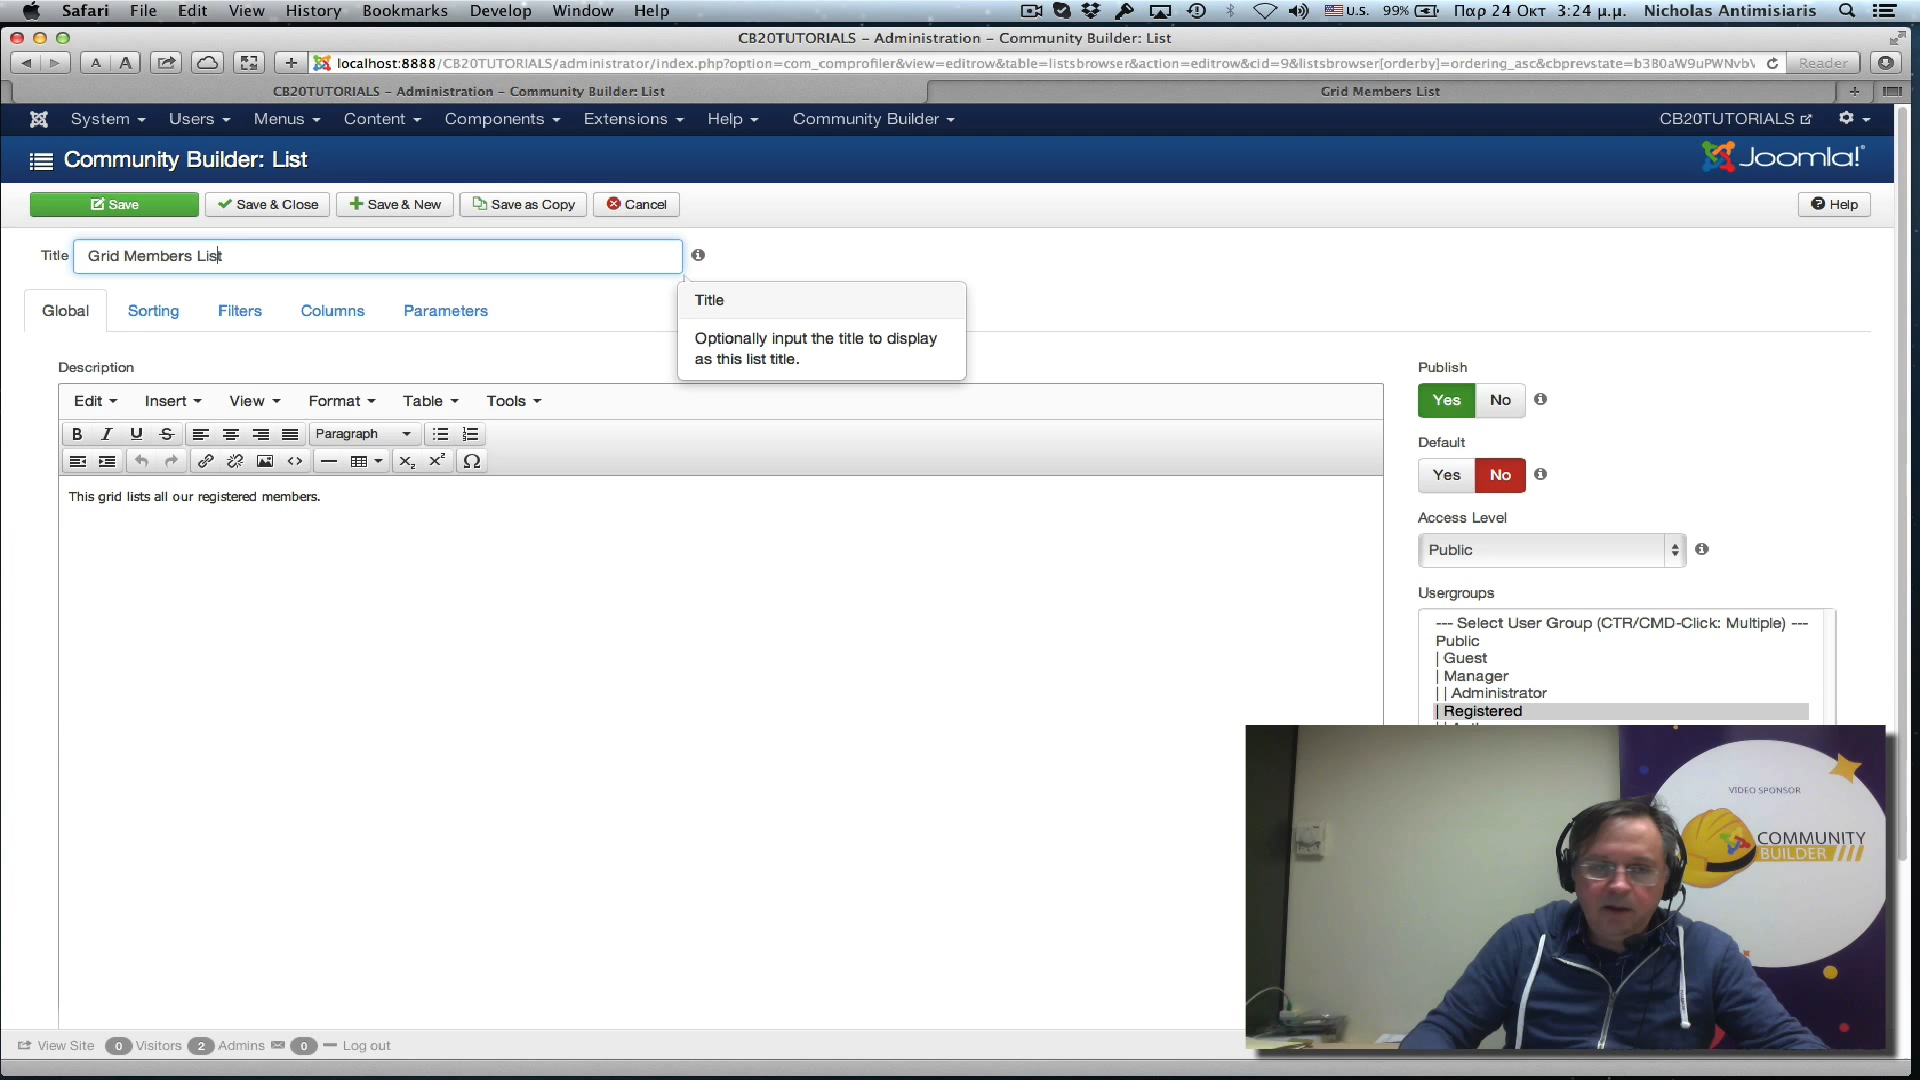 Safari File Edit View History Bookmarks Develop Window Help U.S. 99% Παρ 24 Οκτ 3:24 μ.μ. Nicholas Antimisiaris
CB20TUTORIALS – Administration – Community Builder: List
localhost:8888/CB20TUTORIALS/administrator/index.php?option=com_comprofiler&view=editrow&table=listsbrowser&action=editrow&cid=9&listsbrowser[orderby]=ordering_asc&cbprevstate=b3B0aW9uPWNvbV Reader
CB20TUTORIALS – Administration – Community Builder: List Grid Members List
System Users Menus Content Components Extensions Help Community Builder CB20TUTORIALS
Community Builder: List Joomla!
Save Save & Close Save & New Save as Copy Cancel Help
Title Grid Members List
Global Sorting Filters Columns Parameters
Title
Optionally input the title to display
as this list title.
Description
Edit Insert View Format Table Tools
B I U S Paragraph
This grid lists all our registered members.
Publish
Yes No
Default
Yes No
Access Level
Public
Usergroups
--- Select User Group (CTR/CMD-Click: Multiple) ---
Public
| Guest
| Manager
| | Administrator
| Registered
VIDEO SPONSOR
COMMUNITY
BUILDER
View Site 0 Visitors 2 Admins 0 Log out